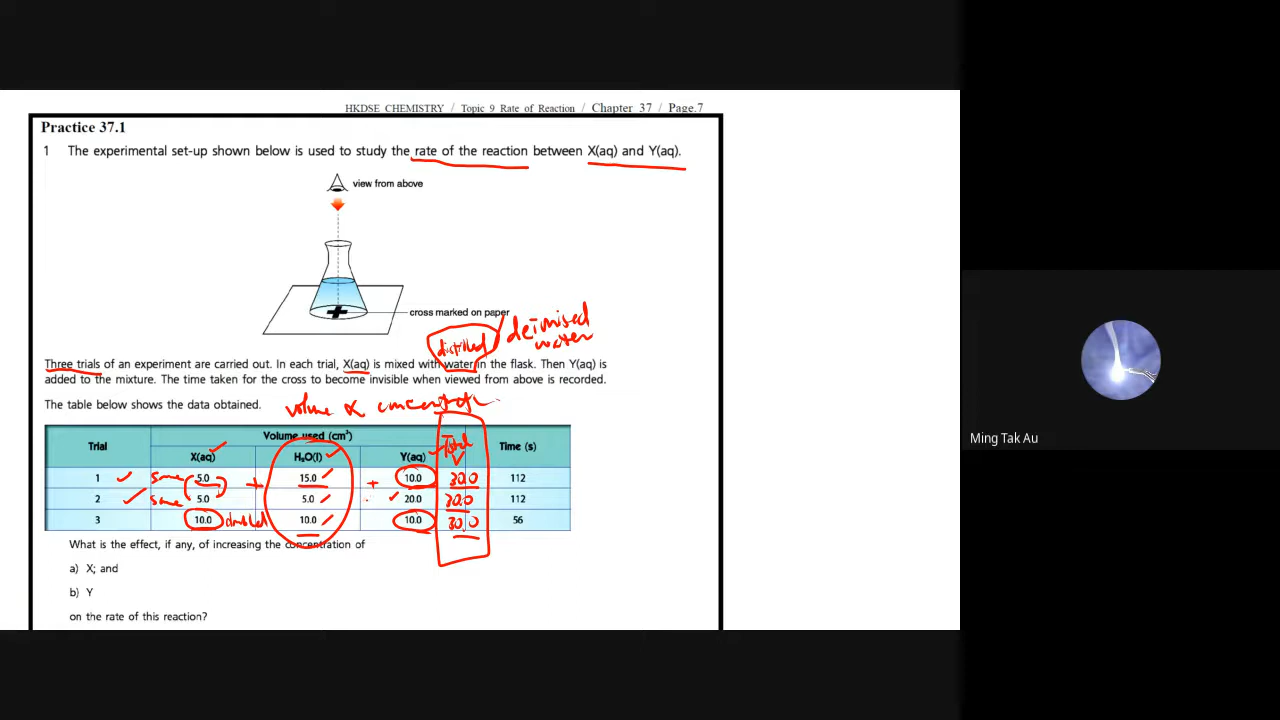 HKDSE CHEMISTRY / Topic 9 Rate of Reaction / Chapter 37 / Page.7
Practice 37.1
1 The experimental set-up shown below is used to study the rate of the reaction between X(aq) and Y(aq).
view from above
cross marked on paper
distilled / deionised water
Three trials of an experiment are carried out. In each trial, X(aq) is mixed with water in the flask. Then Y(aq) is
added to the mixture. The time taken for the cross to become invisible when viewed from above is recorded.
The table below shows the data obtained.
volume ∝ concentration
Trial Volume used (cm³) Time (s)
X(aq) H₂O(l) Y(aq) Total V
1 same 5.0 + 15.0 + 10.0 30.0 112
2 same 5.0 5.0 20.0 30.0 112
3 10.0 doubled 10.0 10.0 30.0 56
What is the effect, if any, of increasing the concentration of
a) X; and
b) Y
on the rate of this reaction?
Ming Tak Au